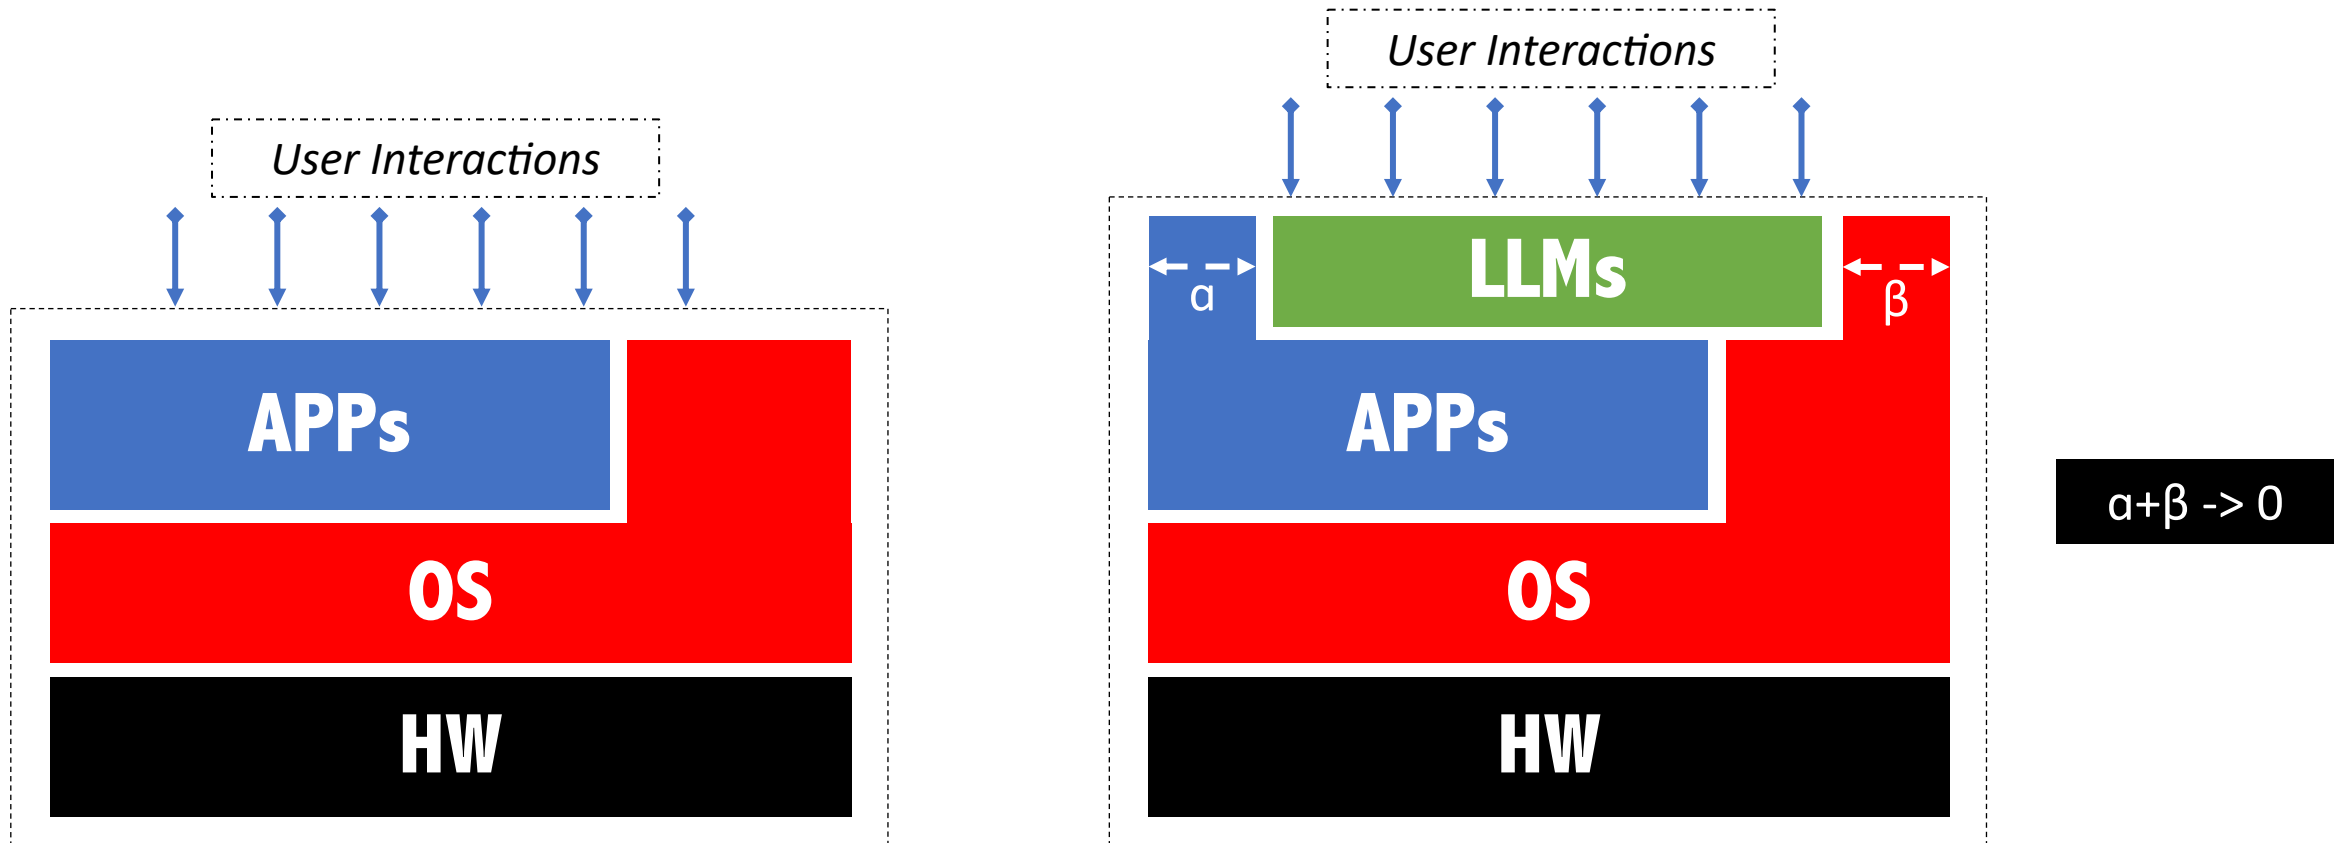 User Interactions
APPs
OS
HW
User Interactions
α
LLMs
β
APPs
OS
HW
α+β -> 0